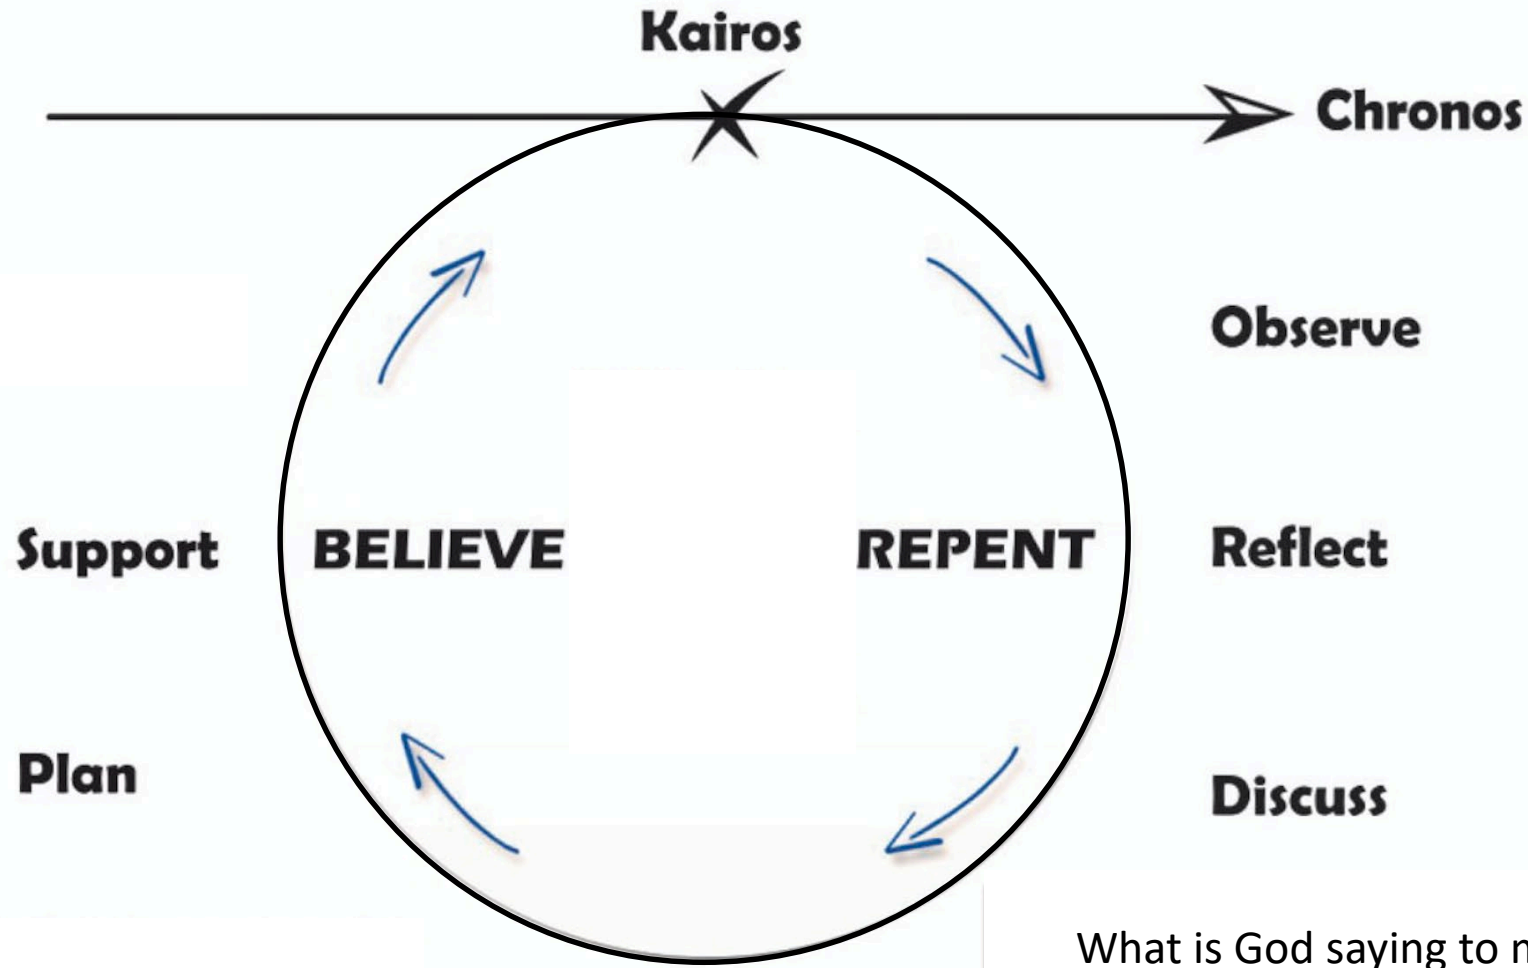 Kairos
Chronos
Observe
Support BELIEVE REPENT Reflect
Plan
Discuss
What is God saying to